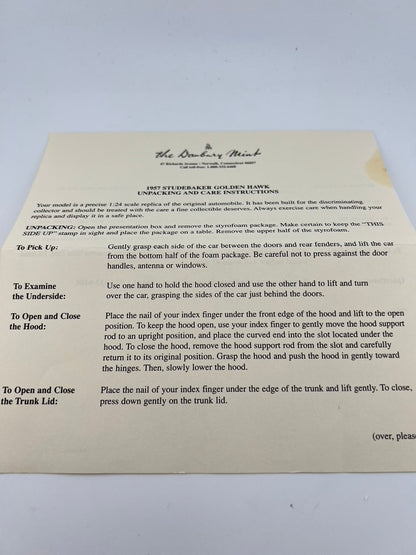 the Danbury Mint
47 Richards Avenue • Norwalk, Connecticut 06857
1957 STUDEBAKER GOLDEN HAWK
UNPACKING AND CARE INSTRUCTIONS
Your model is a precise 1:24 scale replica of the original automobile. It has been built for the discriminating
collector and should be treated with the care a fine collectible deserves. Always exercise care when handling your
replica and display it in a safe place.
UNPACKING: Open the presentation box and remove the styrofoam package. Make certain to keep the "THIS
SIDE UP" stamp in sight and place the package on a table. Remove the upper half of the styrofoam.
To Pick Up: Gently grasp each side of the car between the doors and rear fenders, and lift the car
from the bottom half of the foam package. Be careful not to press against the door
handles, antenna or windows.
To Examine the Underside: Use one hand to hold the hood closed and use the other hand to lift and turn
over the car, grasping the sides of the car just behind the doors.
To Open and Close the Hood: Place the nail of your index finger under the front edge of the hood and lift to the open
position. To keep the hood open, use your index finger to gently move the hood support
rod to an upright position, and place the curved end into the slot located under the
hood. To close the hood, remove the hood support rod from the slot and carefully
return it to its original position. Grasp the hood and push the hood in gently toward
the hinges. Then, slowly lower the hood.
To Open and Close the Trunk Lid: Place the nail of your index finger under the edge of the trunk and lift gently. To close,
press down gently on the trunk lid.
(over, pleas